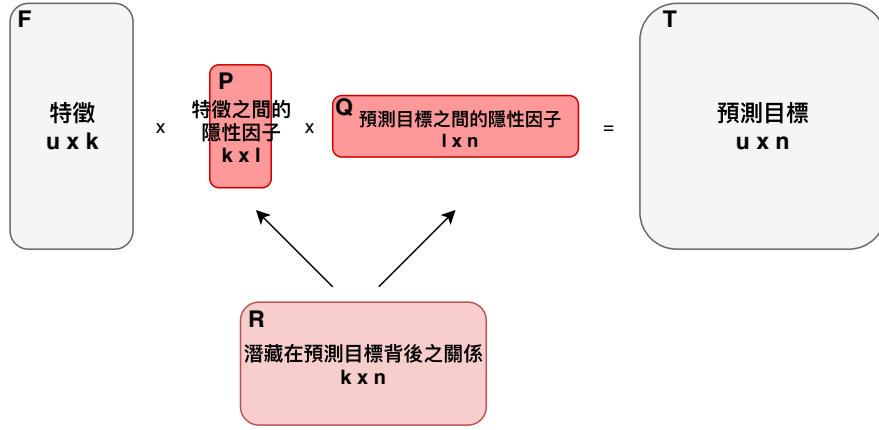 F
特徵
u x k
x
P
特徵之間的
隱性因子
k x l
x
Q
預測目標之間的隱性因子
l x n
=
T
預測目標
u x n
R
潛藏在預測目標背後之關係
k x n